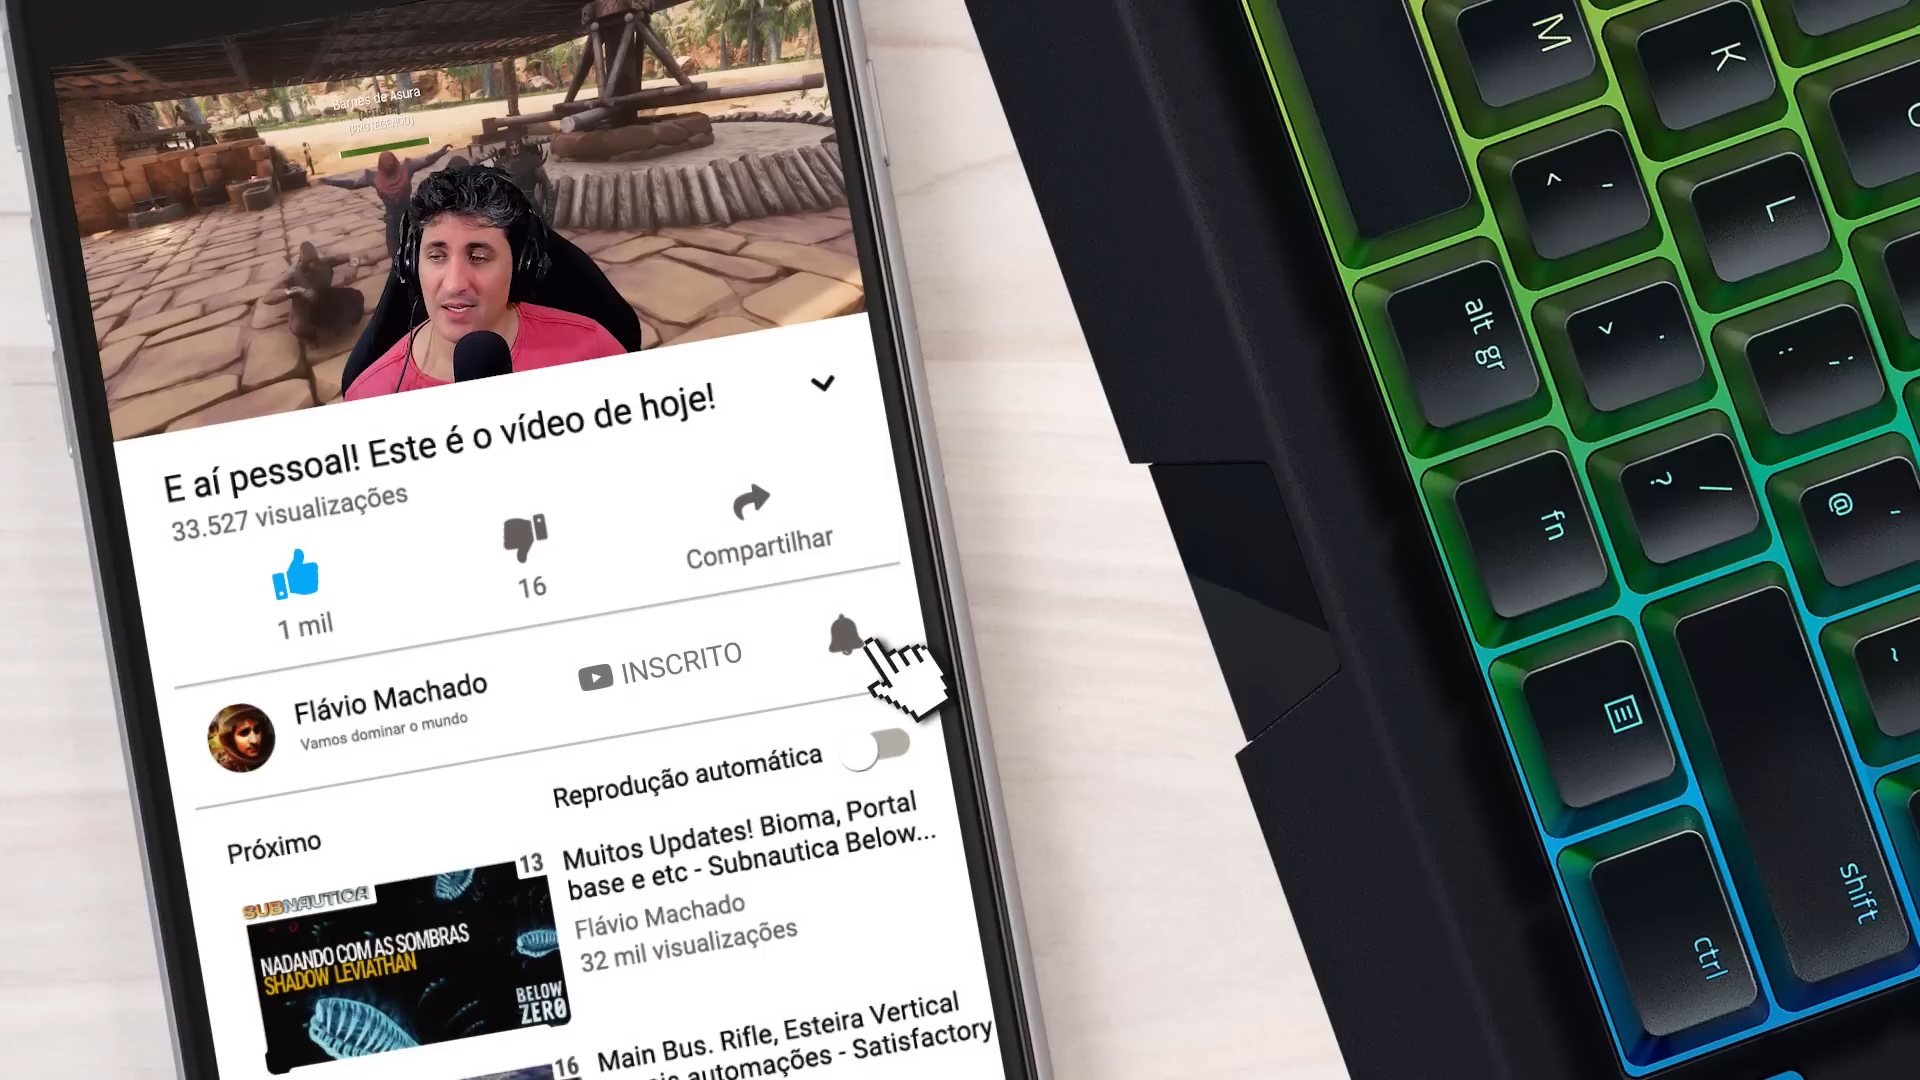 Barnes de Asura
[PROTEGENDO]
E aí pessoal! Este é o vídeo de hoje!
33.527 visualizações
1 mil
16
Compartilhar
Flávio Machado
Vamos dominar o mundo
INSCRITO
Reprodução automática
Próximo
13
SUBNAUTICA
NADANDO COM AS SOMBRAS
SHADOW LEVIATHAN
BELOW
ZERO
Muitos Updates! Bioma, Portal
base e etc - Subnautica Below...
Flávio Machado
32 mil visualizações
16
Main Bus. Rifle, Esteira Vertical
automações - Satisfactory
M
K
L
alt gr
fn
? /
@
shift
ctrl